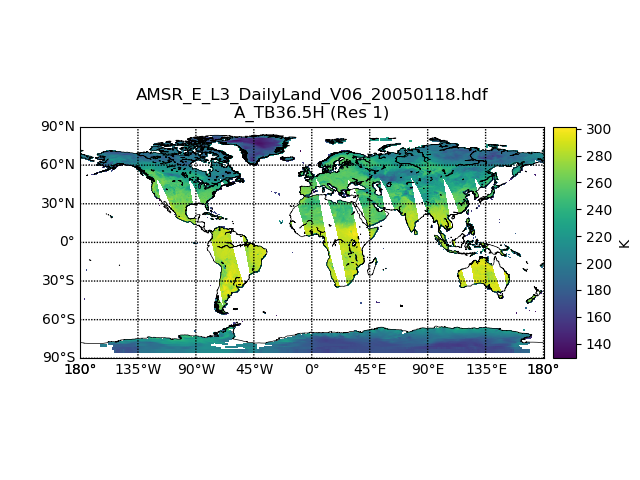 AMSR_E_L3_DailyLand_V06_20050118.hdf
A_TB36.5H (Res 1)
90°N
60°N
30°N
0°
30°S
60°S
90°S
180° 135°W 90°W 45°W 0° 45°E 90°E 135°E 180°
300
280
260
240
220
200
180
160
140
K